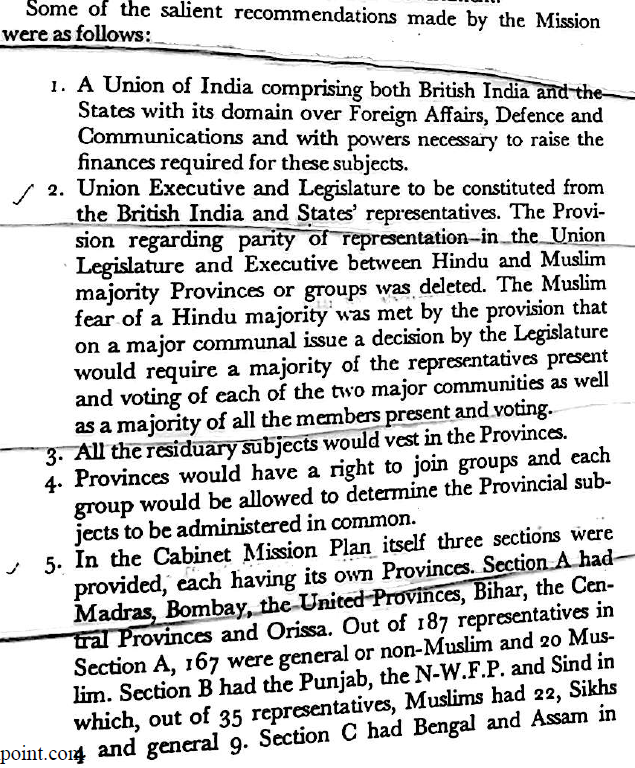 Some of the salient recommendations made by the Mission
were as follows:
1. A Union of India comprising both British India and the
States with its domain over Foreign Affairs, Defence and
Communications and with powers necessary to raise the
finances required for these subjects.
2. Union Executive and Legislature to be constituted from
the British India and States' representatives. The Provi-
sion regarding parity of representation in the Union
Legislature and Executive between Hindu and Muslim
majority Provinces or groups was deleted. The Muslim
fear of a Hindu majority was met by the provision that
on a major communal issue a decision by the Legislature
would require a majority of the representatives present
and voting of each of the two major communities as well
as a majority of all the members present and voting.
3. All the residuary subjects would vest in the Provinces.
4. Provinces would have a right to join groups and each
group would be allowed to determine the Provincial sub-
jects to be administered in common.
5. In the Cabinet Mission Plan itself three sections were
provided, each having its own Provinces. Section A had
Madras, Bombay, the United Provinces, Bihar, the Cen-
tral Provinces and Orissa. Out of 187 representatives in
Section A, 167 were general or non-Muslim and 20 Mus-
lim. Section B had the Punjab, the N-W.F.P. and Sind in
which, out of 35 representatives, Muslims had 22, Sikhs
4 and general 9. Section C had Bengal and Assam in
point.com